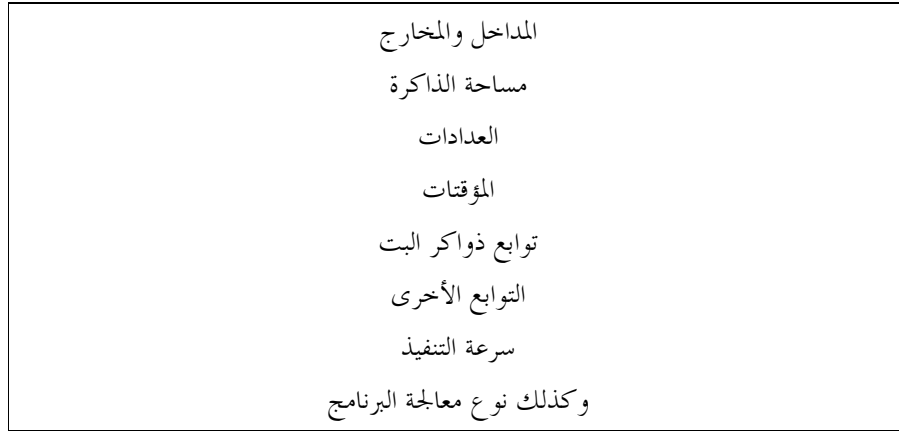 المداخل والمخارج
مساحة الذاكرة
العدادات
المؤقتات
توابع ذواكر البت
التوابع الأخرى
سرعة التنفيذ
وكذلك نوع معالجة البرنامج